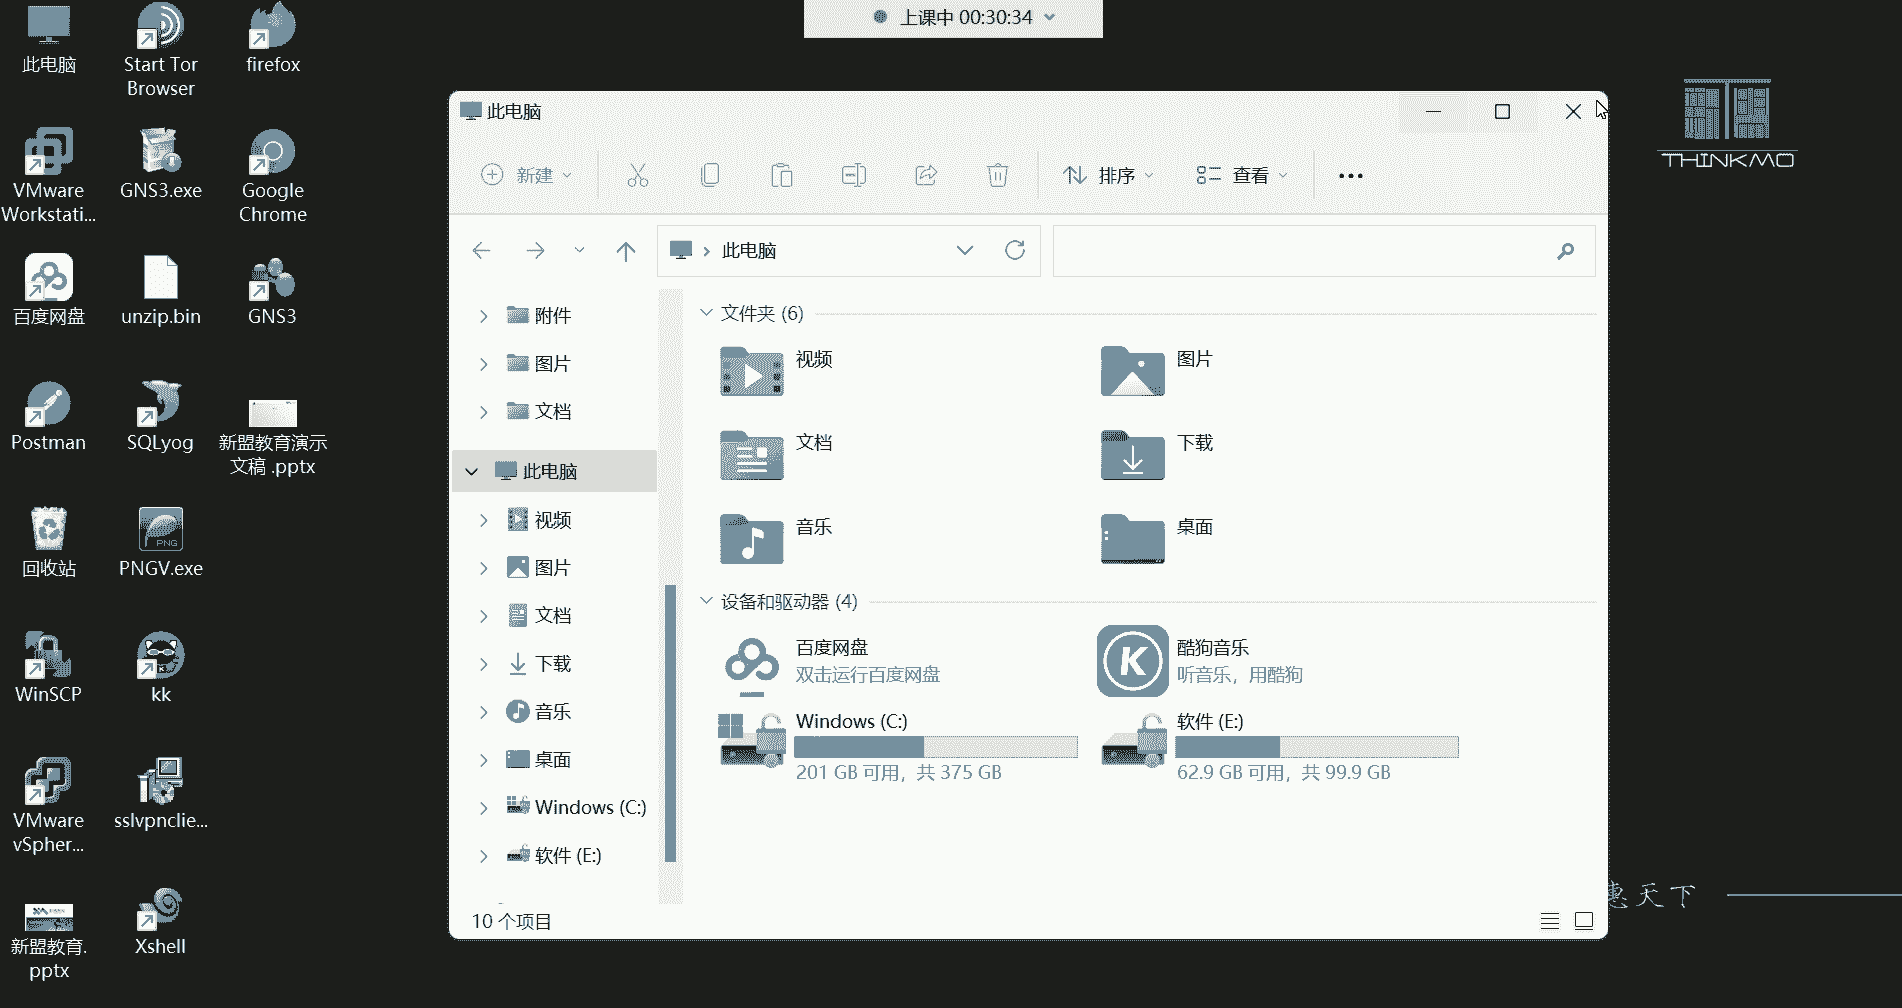 上课中 00:30:34
此电脑
Start Tor
Browser
firefox
VMware
Workstati...
GNS3.exe
Google
Chrome
百度网盘
unzip.bin
GNS3
Postman
SQLyog
新盟教育演示
文稿 .pptx
回收站
PNGV.exe
WinSCP
kk
VMware
vSpher...
sslvpnclie...
新盟教育.
pptx
Xshell
此电脑
新建
排序
查看
此电脑
附件
图片
文档
此电脑
视频
图片
文档
下载
音乐
桌面
Windows (C:)
软件 (E:)
文件夹 (6)
视频
图片
文档
下载
音乐
桌面
设备和驱动器 (4)
百度网盘
双击运行百度网盘
酷狗音乐
听音乐，用酷狗
Windows (C:)
201 GB 可用，共 375 GB
软件 (E:)
62.9 GB 可用，共 99.9 GB
10 个项目
THINKMO
惠天下